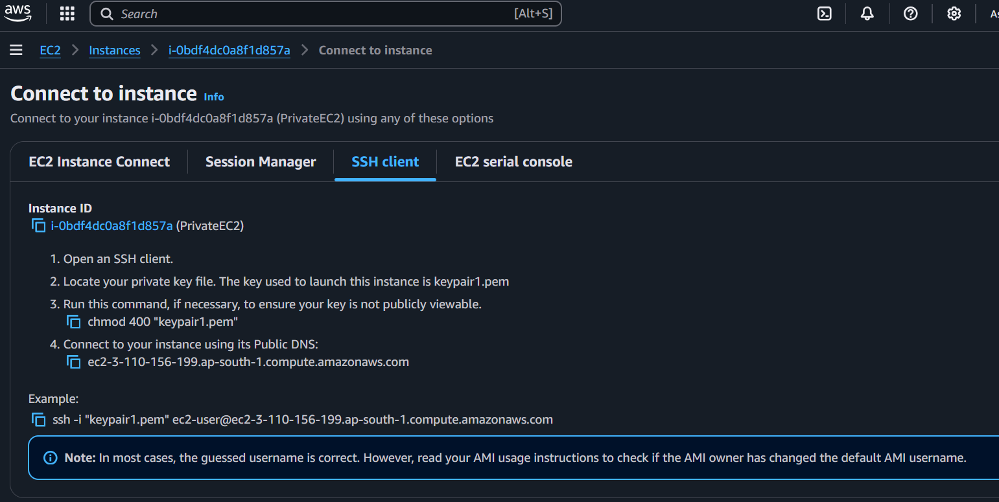 aws
Search [Alt+S]
EC2 > Instances > i-0bdf4dc0a8f1d857a > Connect to instance
Connect to instance Info
Connect to your instance i-0bdf4dc0a8f1d857a (PrivateEC2) using any of these options
EC2 Instance Connect Session Manager SSH client EC2 serial console
Instance ID
i-0bdf4dc0a8f1d857a (PrivateEC2)
1. Open an SSH client.
2. Locate your private key file. The key used to launch this instance is keypair1.pem
3. Run this command, if necessary, to ensure your key is not publicly viewable.
chmod 400 "keypair1.pem"
4. Connect to your instance using its Public DNS:
ec2-3-110-156-199.ap-south-1.compute.amazonaws.com
Example:
ssh -i "keypair1.pem" ec2-user@ec2-3-110-156-199.ap-south-1.compute.amazonaws.com
Note: In most cases, the guessed username is correct. However, read your AMI usage instructions to check if the AMI owner has changed the default AMI username.